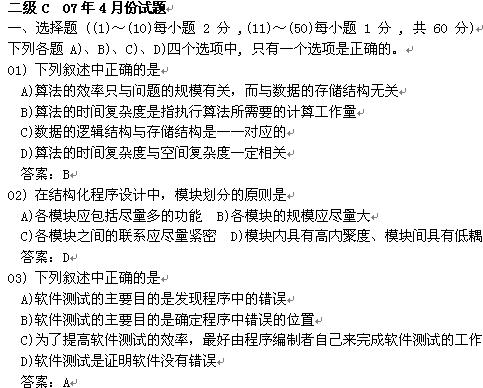 二级 C  07 年 4 月份试题
一、选择题 ((1)～(10)每小题 2 分 ,(11)～(50)每小题 1 分 , 共 60 分)
下列各题 A)、B)、C)、D)四个选项中, 只有一个选项是正确的。
01) 下列叙述中正确的是
A)算法的效率只与问题的规模有关，而与数据的存储结构无关
B)算法的时间复杂度是指执行算法所需要的计算工作量
C)数据的逻辑结构与存储结构是一一对应的
D)算法的时间复杂度与空间复杂度一定相关
答案: B
02) 在结构化程序设计中，模块划分的原则是
A)各模块应包括尽量多的功能  B)各模块的规模应尽量大
C)各模块之间的联系应尽量紧密  D)模块内具有高内聚度、模块间具有低耦
答案: D
03) 下列叙述中正确的是
A)软件测试的主要目的是发现程序中的错误
B)软件测试的主要目的是确定程序中错误的位置
C)为了提高软件测试的效率，最好由程序编制者自己来完成软件测试的工作
D)软件测试是证明软件没有错误
答案: A